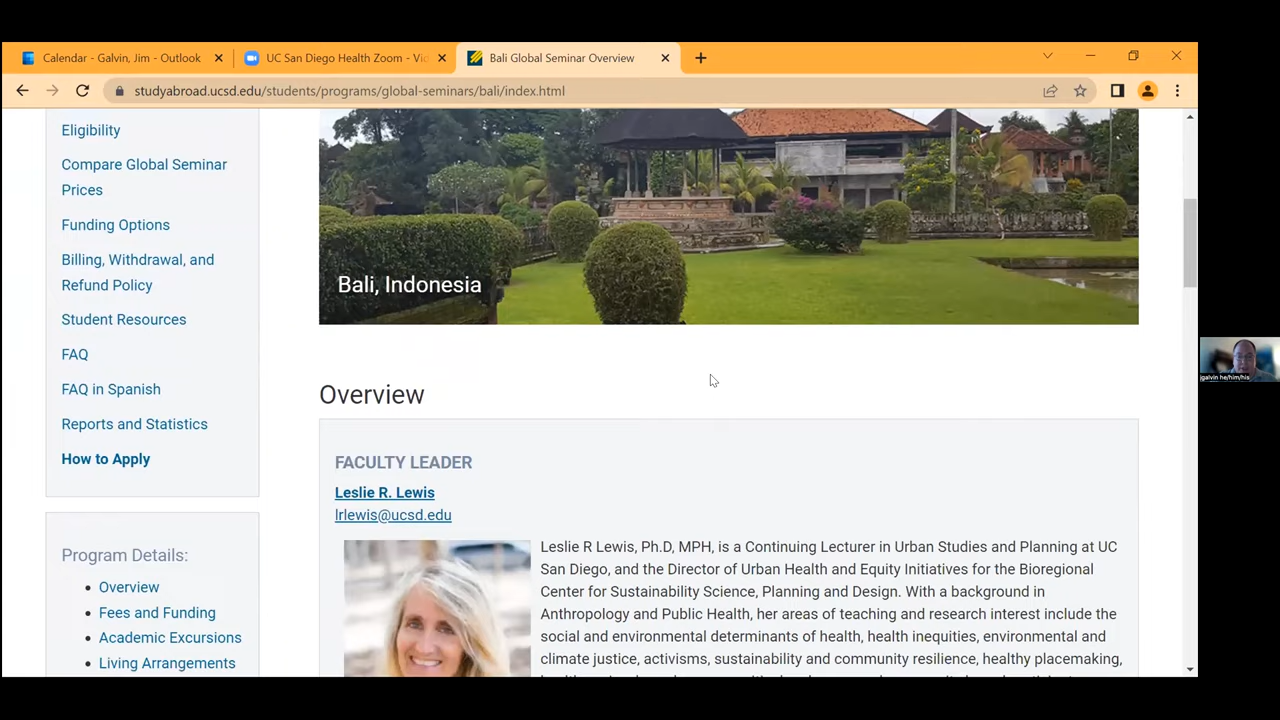 Calendar - Galvin, Jim - Outlook
UC San Diego Health Zoom - Vic
Bali Global Seminar Overview
studyabroad.ucsd.edu/students/programs/global-seminars/bali/index.html
Eligibility
Compare Global Seminar
Prices
Funding Options
Billing, Withdrawal, and
Refund Policy
Student Resources
FAQ
FAQ in Spanish
Reports and Statistics
How to Apply
Program Details:
Overview
Fees and Funding
Academic Excursions
Living Arrangements
Bali, Indonesia
Overview
FACULTY LEADER
Leslie R. Lewis
lrlewis@ucsd.edu
Leslie R Lewis, Ph.D, MPH, is a Continuing Lecturer in Urban Studies and Planning at UC
San Diego, and the Director of Urban Health and Equity Initiatives for the Bioregional
Center for Sustainability Science, Planning and Design. With a background in
Anthropology and Public Health, her areas of teaching and research interest include the
social and environmental determinants of health, health inequities, environmental and
climate justice, activisms, sustainability and community resilience, healthy placemaking,
jgalvin he/him/his